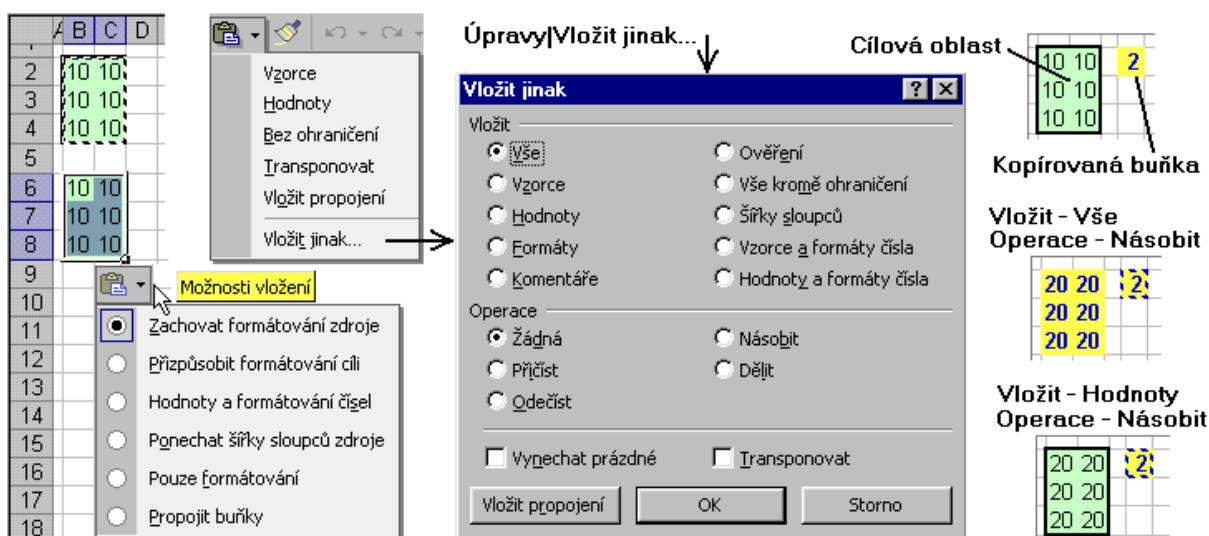 A B C D
2 10 10
3 10 10
4 10 10
5
6 10 10
7 10 10
8 10 10
9
10
11
12
13
14
15
16
17
18
Vzorce
Hodnoty
Bez ohraničení
Transponovat
Vložit propojení
Vložit jinak...
Možnosti vložení
Zachovat formátování zdroje
Přizpůsobit formátování cíli
Hodnoty a formátování čísel
Ponechat šířky sloupců zdroje
Pouze formátování
Propojit buňky
Úpravy|Vložit jinak...
Vložit jinak
Vložit
Vše
Vzorce
Hodnoty
Formáty
Komentáře
Ověření
Vše kromě ohraničení
Šířky sloupců
Vzorce a formáty čísla
Hodnoty a formáty čísla
Operace
Žádná
Přičíst
Odečíst
Násobit
Dělit
Vynechat prázdné
Transponovat
Vložit propojení
OK
Storno
Cílová oblast
10 10 2
10 10
10 10
Kopírovaná buňka
Vložit - Vše
Operace - Násobit
20 20 2
20 20
20 20
Vložit - Hodnoty
Operace - Násobit
20 20 2
20 20
20 20